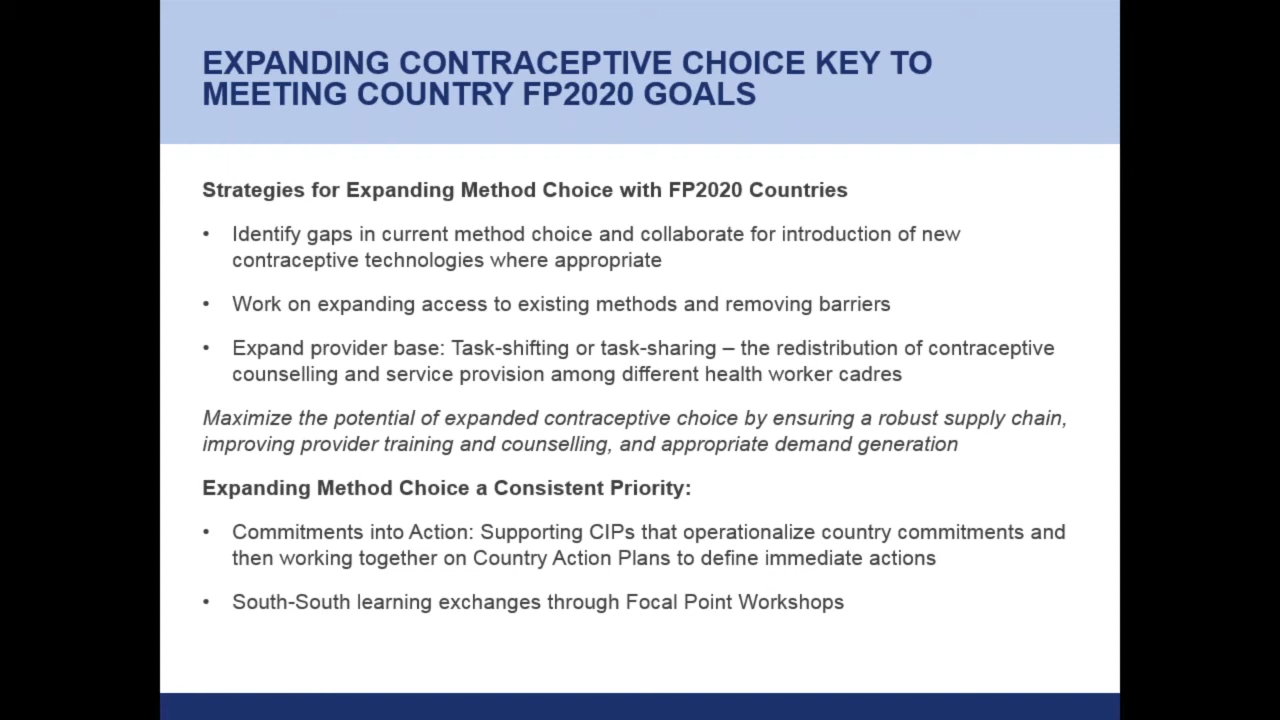 EXPANDING CONTRACEPTIVE CHOICE KEY TO
MEETING COUNTRY FP2020 GOALS
Strategies for Expanding Method Choice with FP2020 Countries
• Identify gaps in current method choice and collaborate for introduction of new
contraceptive technologies where appropriate
• Work on expanding access to existing methods and removing barriers
• Expand provider base: Task-shifting or task-sharing – the redistribution of contraceptive
counselling and service provision among different health worker cadres
Maximize the potential of expanded contraceptive choice by ensuring a robust supply chain,
improving provider training and counselling, and appropriate demand generation
Expanding Method Choice a Consistent Priority:
• Commitments into Action: Supporting CIPs that operationalize country commitments and
then working together on Country Action Plans to define immediate actions
• South-South learning exchanges through Focal Point Workshops